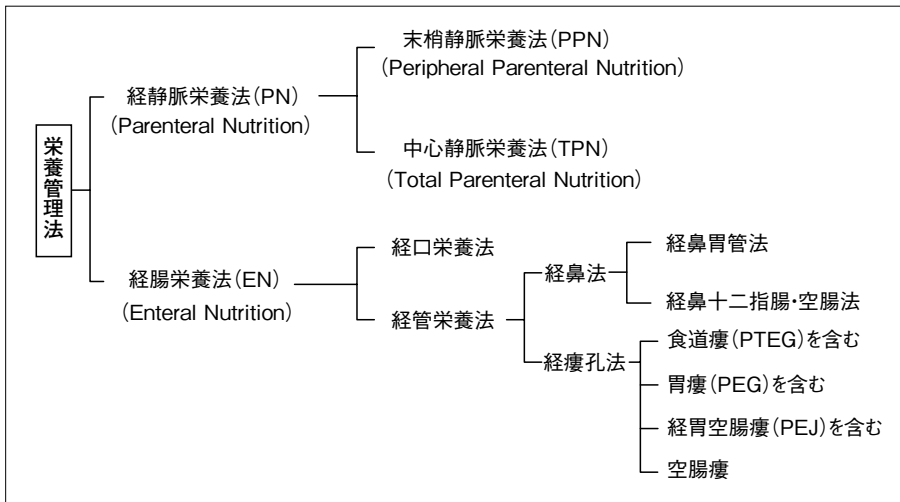 栄養管理法
経静脈栄養法(PN)
(Parenteral Nutrition)
末梢静脈栄養法(PPN)
(Peripheral Parenteral Nutrition)
中心静脈栄養法(TPN)
(Total Parenteral Nutrition)
経腸栄養法(EN)
(Enteral Nutrition)
経口栄養法
経管栄養法
経鼻法
経鼻胃管法
経鼻十二指腸・空腸法
経瘻孔法
食道瘻(PTEG)を含む
胃瘻(PEG)を含む
経胃空腸瘻(PEJ)を含む
空腸瘻